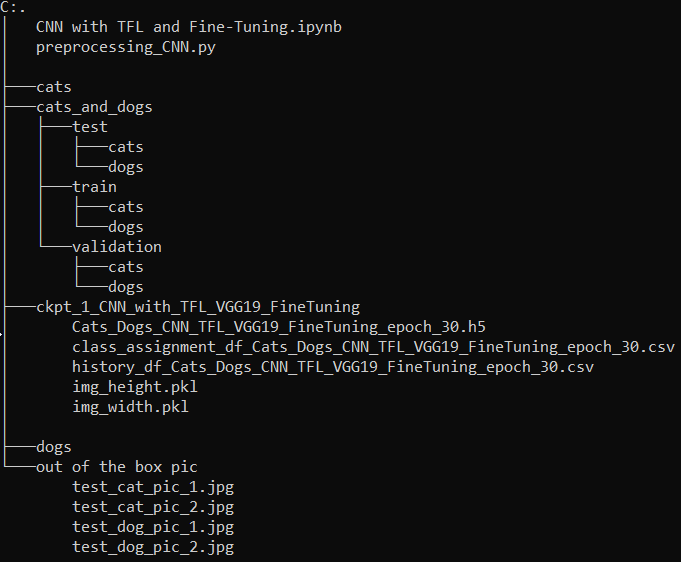 C:.
│   CNN with TFL and Fine-Tuning.ipynb
│   preprocessing_CNN.py
│
├───cats
├───cats_and_dogs
│   ├───test
│   │   ├───cats
│   │   └───dogs
│   ├───train
│   │   ├───cats
│   │   └───dogs
│   └───validation
│       ├───cats
│       └───dogs
├───ckpt_1_CNN_with_TFL_VGG19_FineTuning
│       Cats_Dogs_CNN_TFL_VGG19_FineTuning_epoch_30.h5
│       class_assignment_df_Cats_Dogs_CNN_TFL_VGG19_FineTuning_epoch_30.csv
│       history_df_Cats_Dogs_CNN_TFL_VGG19_FineTuning_epoch_30.csv
│       img_height.pkl
│       img_width.pkl
│
├───dogs
└───out of the box pic
        test_cat_pic_1.jpg
        test_cat_pic_2.jpg
        test_dog_pic_1.jpg
        test_dog_pic_2.jpg